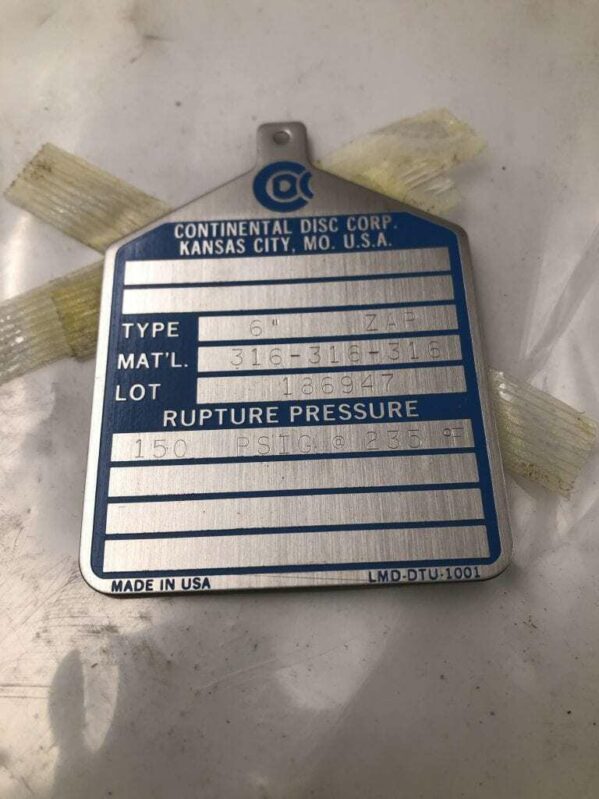 CDC
CONTINENTAL DISC CORP.
KANSAS CITY, MO. U.S.A.
TYPE 6" ZAP
MAT'L. 316-316-316
LOT 186947
RUPTURE PRESSURE
150 PSIG @ 235 °F
MADE IN USA LMD-DTU-1001